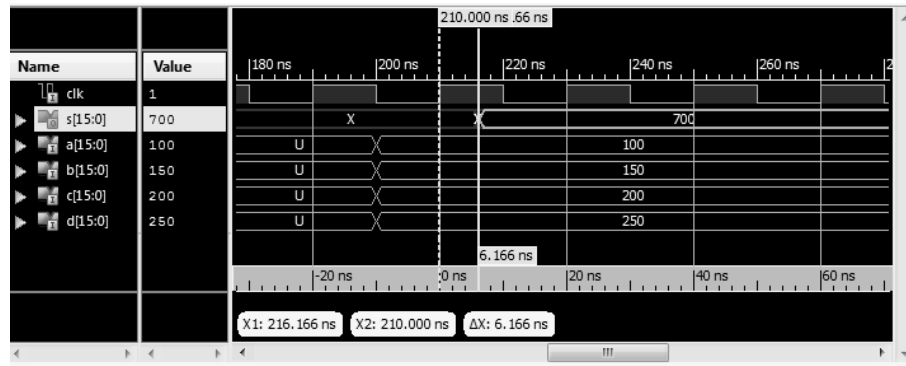 210.000 ns .66 ns
Name Value 180 ns 200 ns 220 ns 240 ns 260 ns 2
clk 1
s[15:0] 700 X X 700
a[15:0] 100 U 100
b[15:0] 150 U 150
c[15:0] 200 U 200
d[15:0] 250 U 250
6.166 ns
-20 ns 0 ns 20 ns 40 ns 60 ns
X1: 216.166 ns X2: 210.000 ns ΔX: 6.166 ns